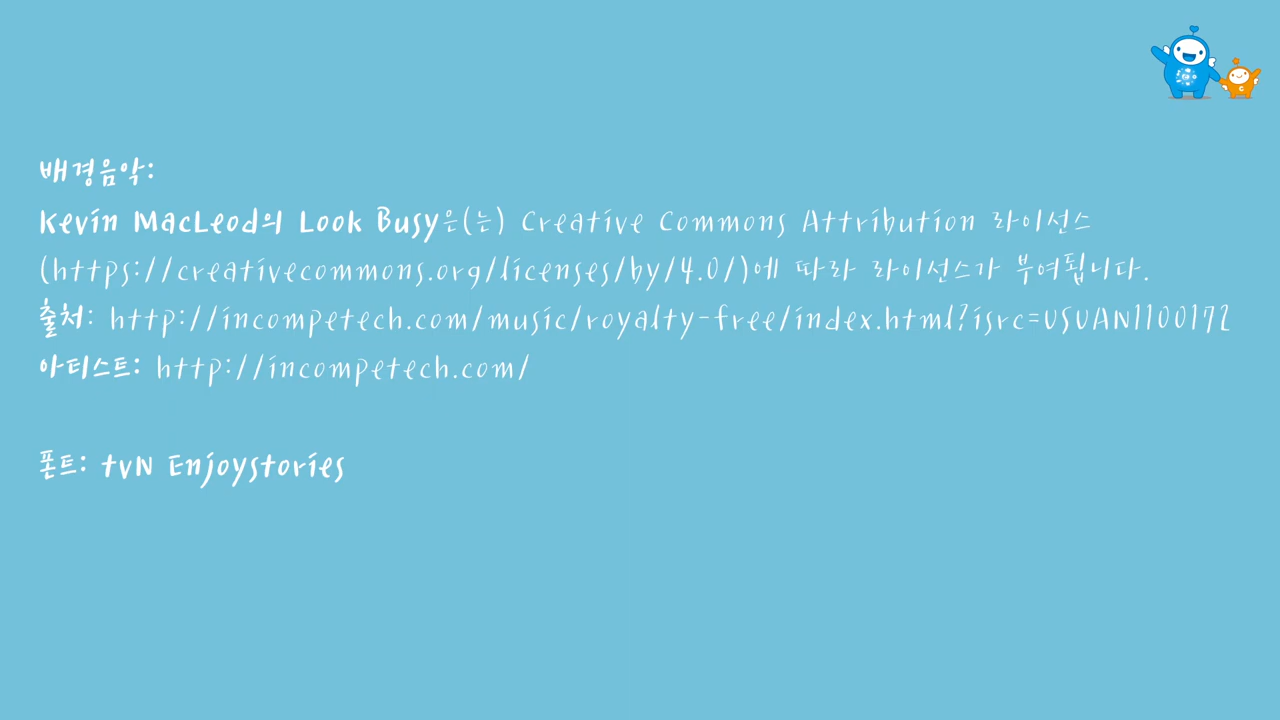 배경음악:
Kevin MacLeod의 Look Busy은(는) Creative Commons Attribution 라이선스
(https://creativecommons.org/licenses/by/4.0/)에 따라 라이선스가 부여됩니다.
출처: http://incompetech.com/music/royalty-free/index.html?isrc=USUAN1100172
아티스트: http://incompetech.com/
폰트: tvN Enjoystories